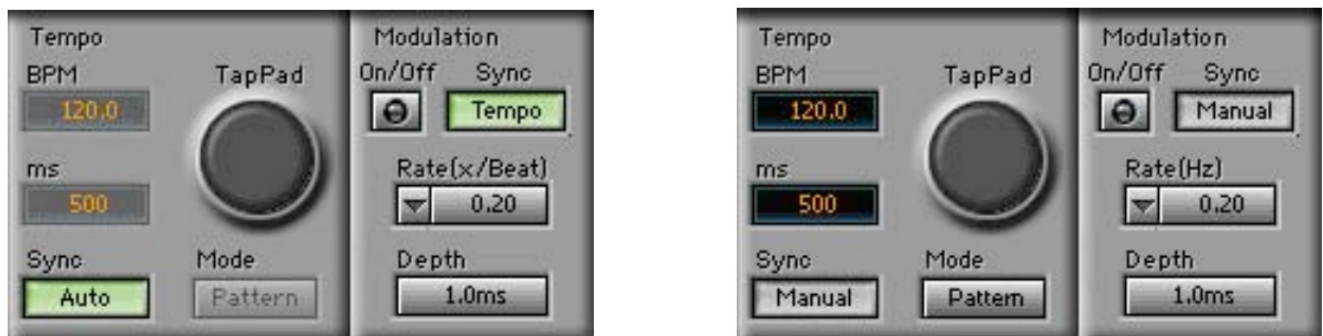 Tempo
BPM
TapPad
120.0
ms
500
Sync
Mode
Auto
Pattern
Modulation
On/Off Sync
Tempo
Rate(x/Beat)
0.20
Depth
1.0ms
Tempo
BPM
TapPad
120.0
ms
500
Sync
Mode
Manual
Pattern
Modulation
On/Off Sync
Manual
Rate(Hz)
0.20
Depth
1.0ms